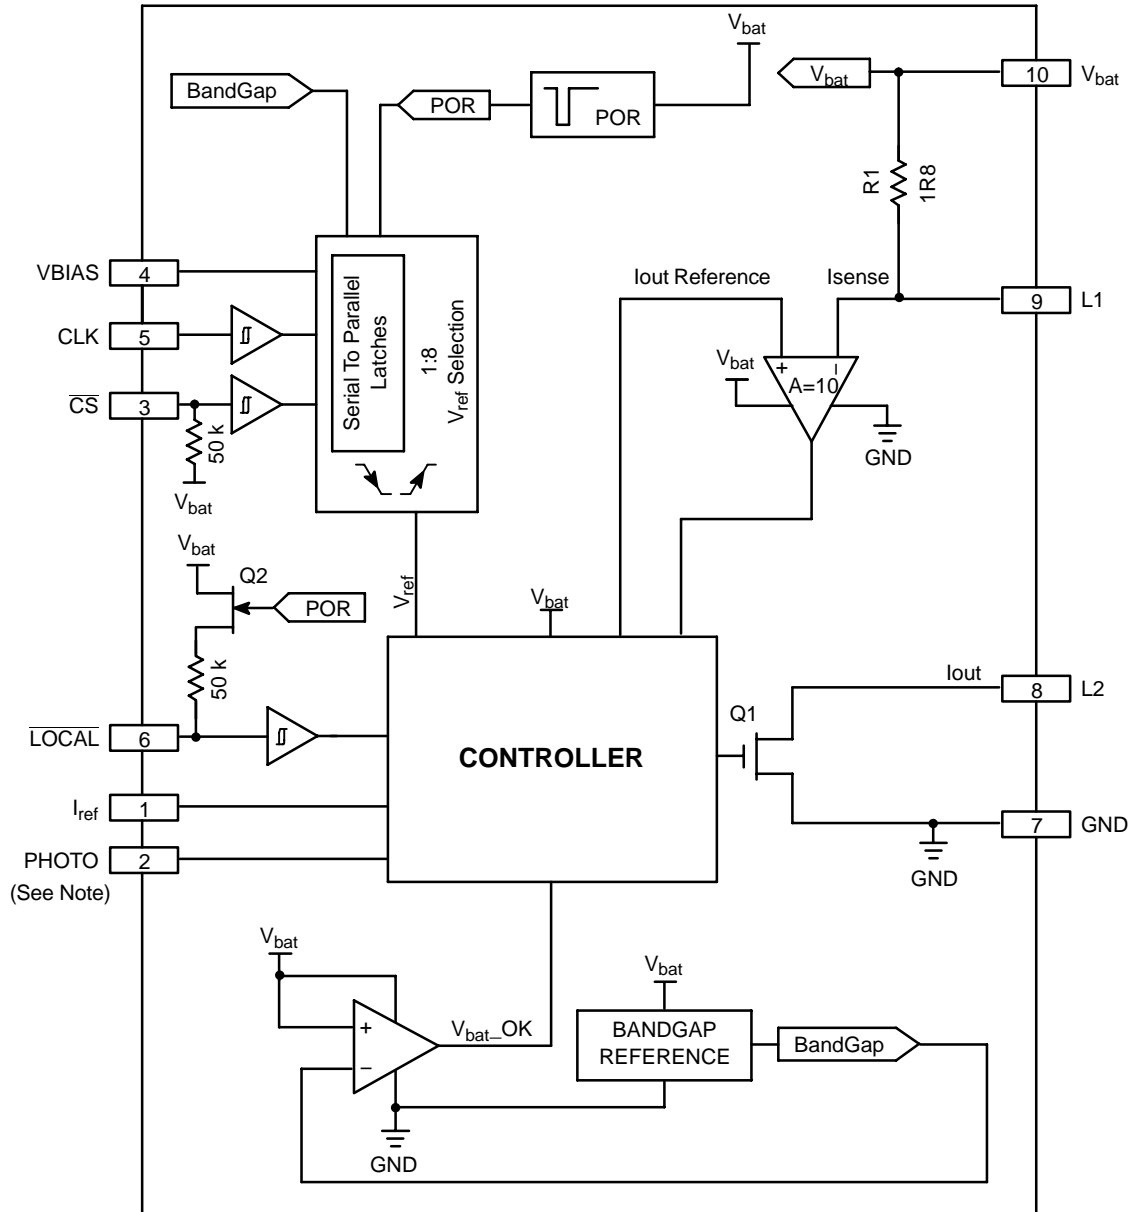 V_bat
BandGap
POR
POR
V_bat
10
V_bat
R1
1R8
VBIAS
4
CLK
5
CS
3
50 k
V_bat
Serial To Parallel
Latches
1:8
V_ref Selection
Iout Reference
Isense
9
L1
V_bat
+
−
A=10
GND
V_bat
Q2
POR
50 k
V_ref
V_bat
Iout
8
L2
Q1
LOCAL
6
CONTROLLER
I_ref
1
7
GND
PHOTO
2
(See Note)
GND
V_bat
+
−
V_bat_OK
GND
V_bat
BANDGAP
REFERENCE
BandGap